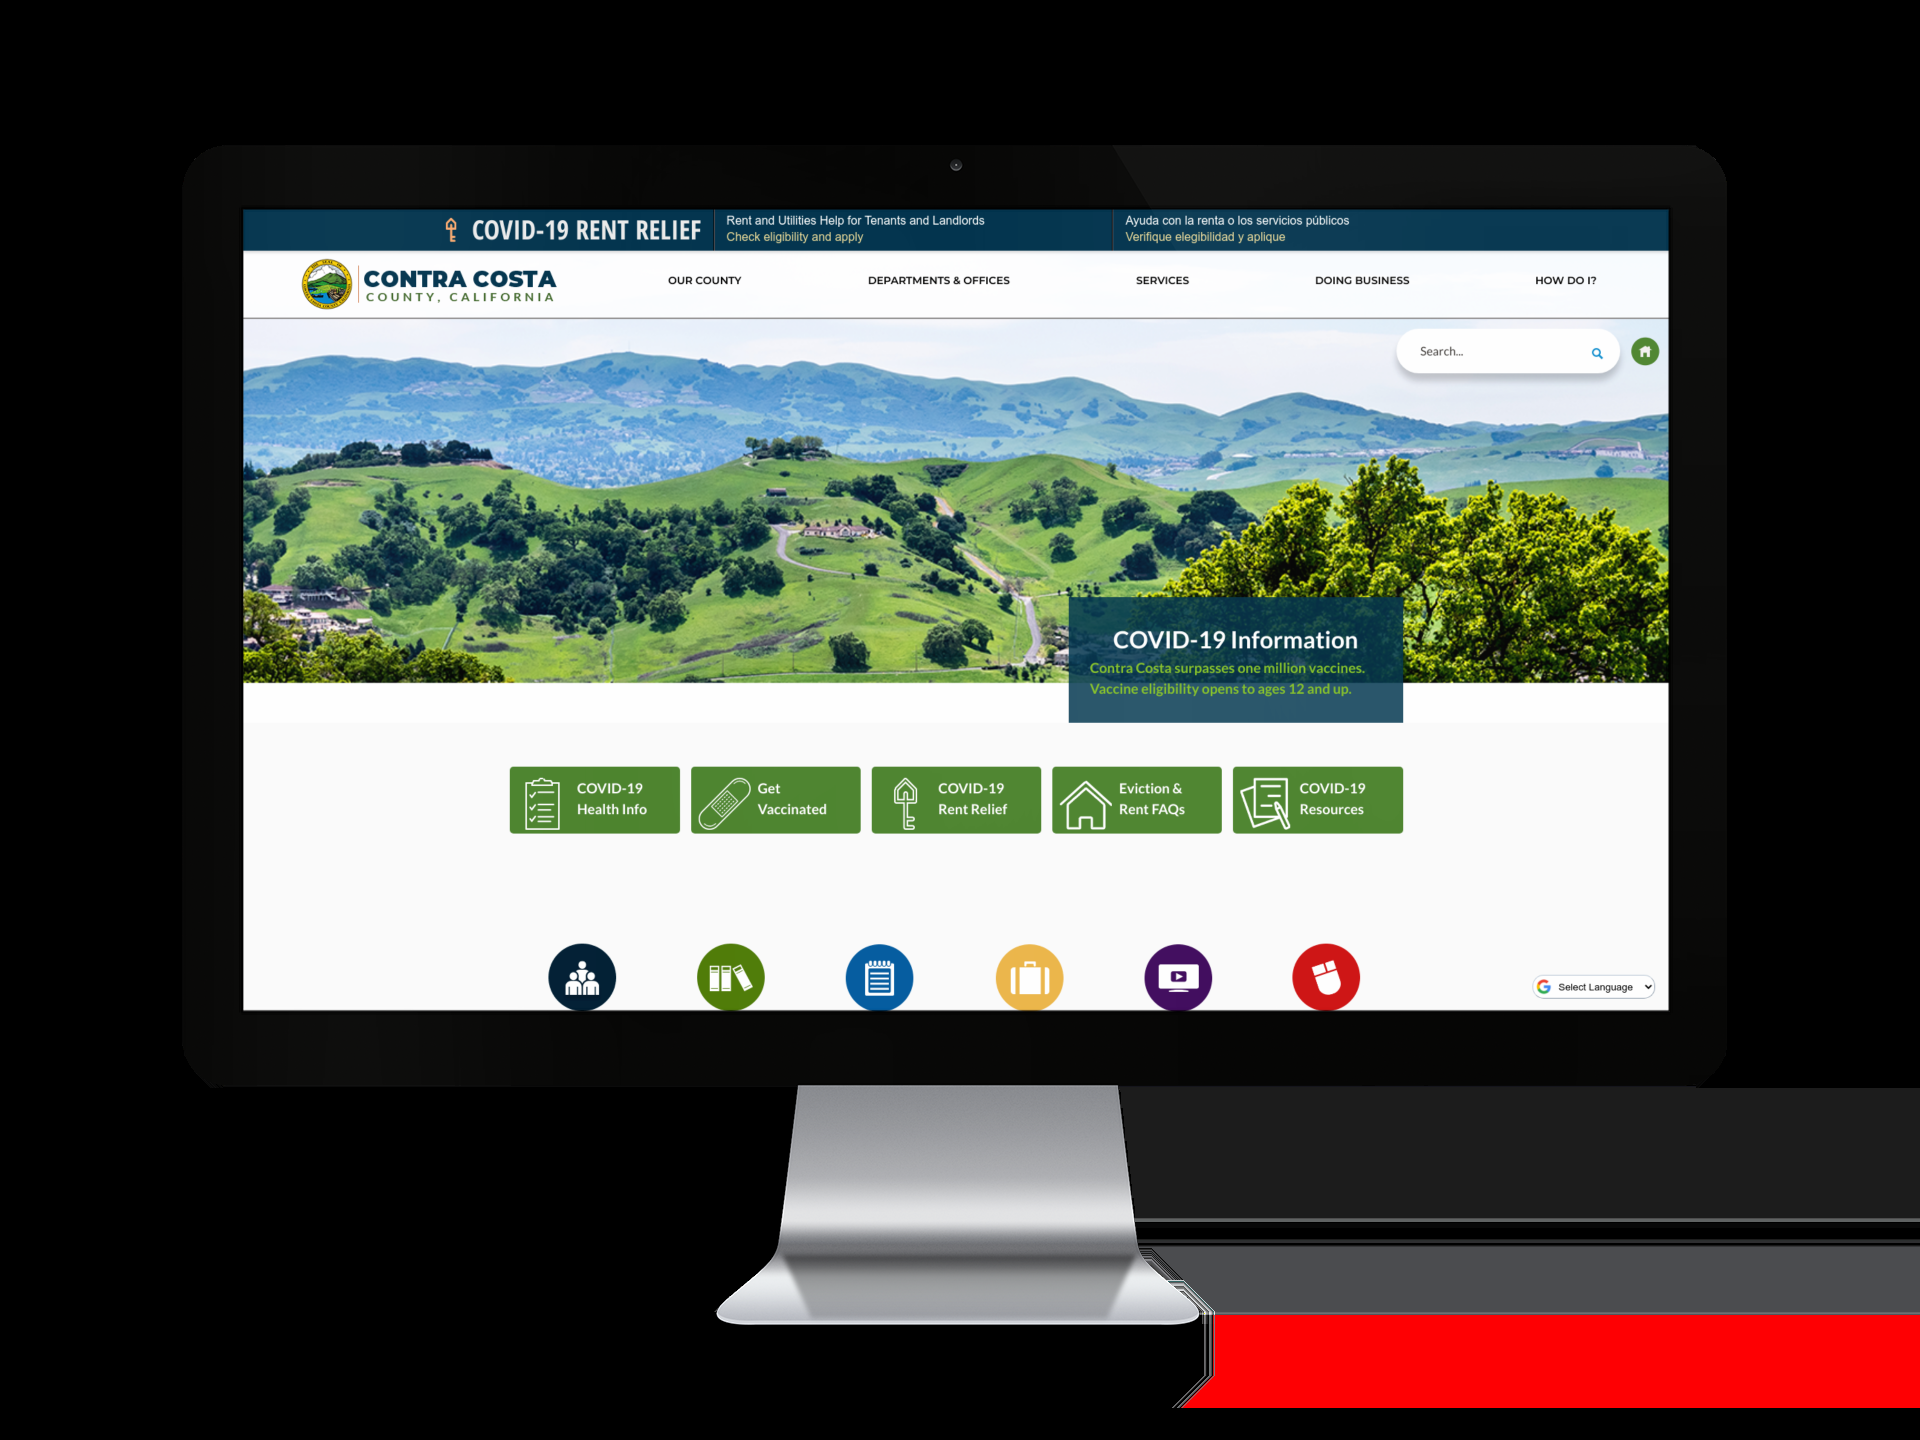 COVID-19 RENT RELIEF
Rent and Utilities Help for Tenants and Landlords
Check eligibility and apply
Ayuda con la renta o los servicios públicos
Verifique elegibilidad y aplique
CONTRA COSTA
COUNTY, CALIFORNIA
OUR COUNTY
DEPARTMENTS & OFFICES
SERVICES
DOING BUSINESS
HOW DO I?
Search...
COVID-19 Information
Contra Costa surpasses one million vaccines.
Vaccine eligibility opens to ages 12 and up.
COVID-19
Health Info
Get
Vaccinated
COVID-19
Rent Relief
Eviction &
Rent FAQs
COVID-19
Resources
Select Language